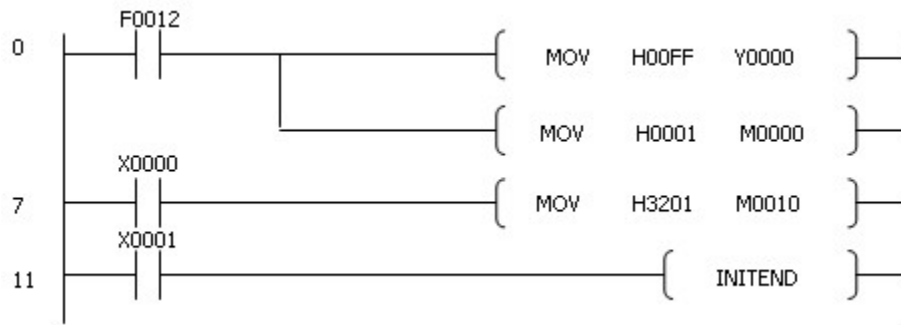 F0012
0 MOV H00FF Y0000
MOV H0001 M0000
X0000
7 MOV H3201 M0010
X0001
11 INITEND